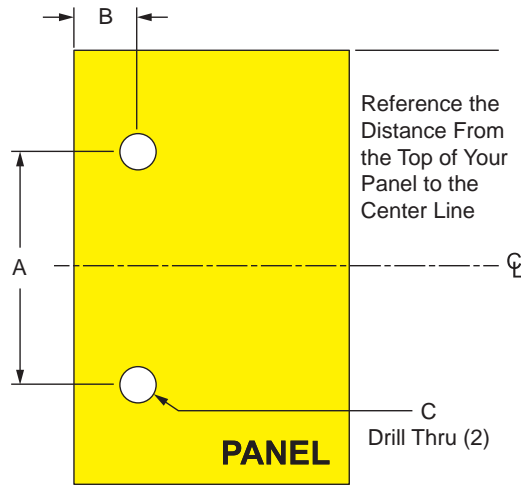 B
Reference the
Distance From
the Top of Your
Panel to the
Center Line
A
℄
C
Drill Thru (2)
PANEL